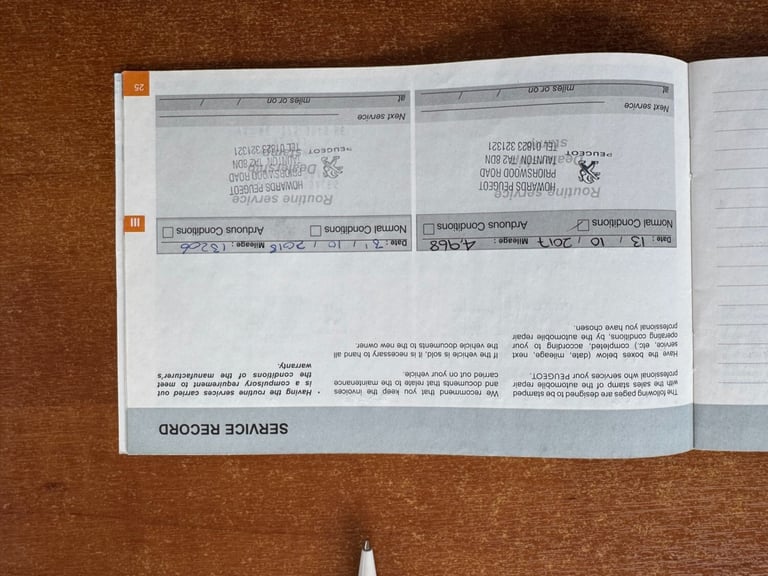 SERVICE RECORD
The following pages are designed to be stamped
with the sales stamp of the automobile repair
professional who services your PEUGEOT.
Have the boxes below (date, mileage, next
service, etc.) completed, according to your
operating conditions, by the automobile repair
professional you have chosen.
We recommend that you keep the invoices
and documents that relate to the maintenance
carried out on your vehicle.
If the vehicle is sold, it is necessary to hand all
the vehicle documents to the new owner.
• Having the routine services carried out
is a compulsory requirement to meet
the conditions of the manufacturer's
warranty.
Date : 13 / 10 / 2017 Mileage : 4,968
Normal Conditions Arduous Conditions
Routine service
HOWARDS PEUGEOT
PRIORSWOOD ROAD
TAUNTON TA2 8DN
TEL 01823 321321
PEUGEOT
Next service
at miles or on / /
Date : 31 / 10 / 2018 Mileage : 13206
Normal Conditions Arduous Conditions
Routine service
HOWARDS PEUGEOT
PRIORSWOOD ROAD
Dealership
TAUNTON TA2 8DN
stamp
TEL 01823 321321
PEUGEOT
Next service
at miles or on / /
III
25